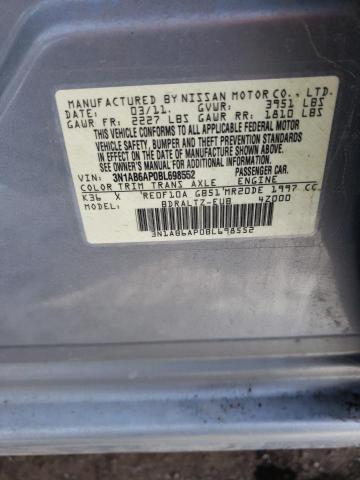 MANUFACTURED BY NISSAN MOTOR CO., LTD.
DATE: 03/11. GVWR: 3951 LBS
GAWR FR: 2227 LBS GAWR RR: 1810 LBS
THIS VEHICLE CONFORMS TO ALL APPLICABLE FEDERAL MOTOR
VEHICLE SAFETY, BUMPER AND THEFT PREVENTION STANDARDS
IN EFFECT ON THE DATE OF MANUFACTURE SHOWN ABOVE.
SEE OWNER'S MANUAL FOR ADDITIONAL INFORMATION.
VIN: 3N1AB6AP0BL698552 PASSENGER CAR.
COLOR TRIM TRANS AXLE ENGINE
K36 X RE0F10A G851 MR20DE 1997 CC
MODEL: BDRALTZ-EUB 4Z000
3N1AB6AP0BL698552